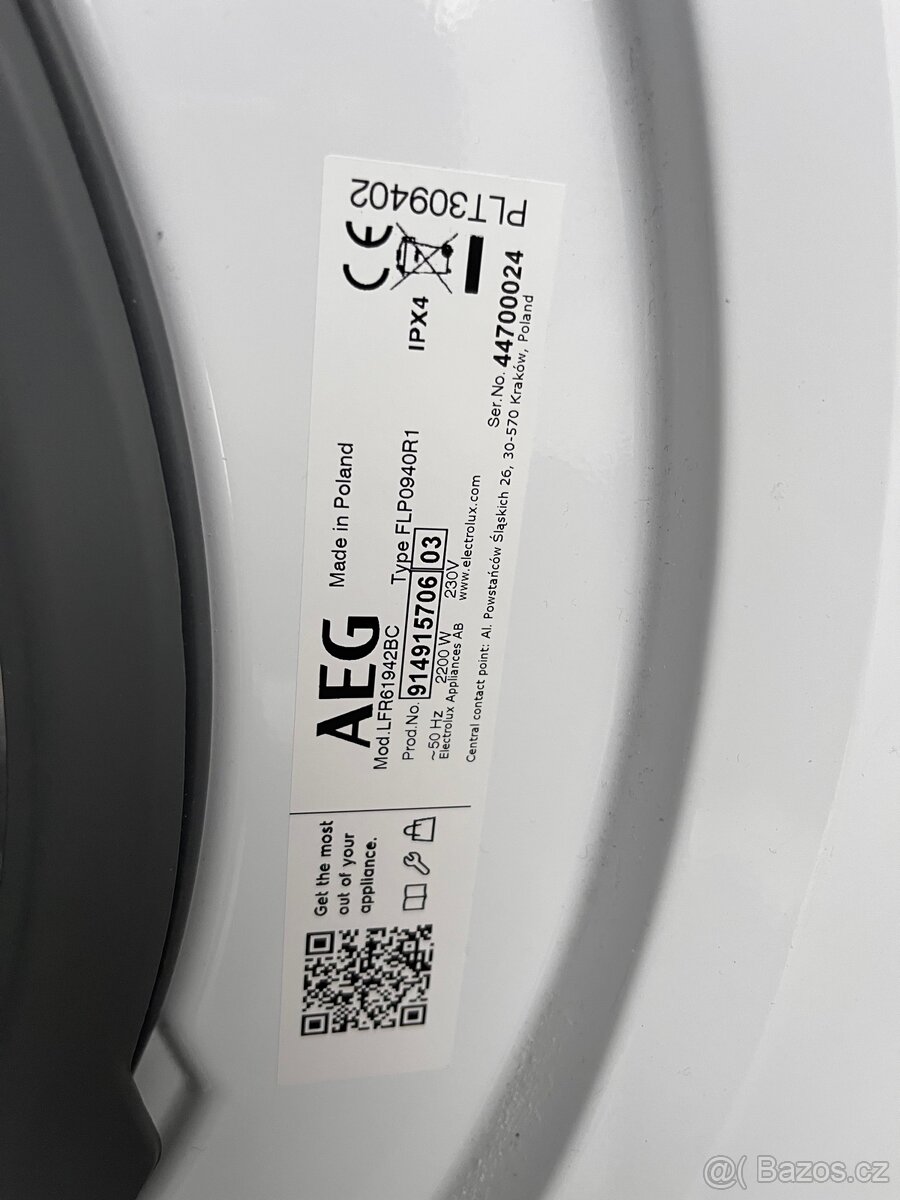 Get the most
out of your
appliance.
AEG
Made in Poland
Mod.LFR61942BC
Type FLP0940R1
Prod.No. 914915706 03
~50 Hz 2200 W 230V
Electrolux Appliances AB www.electrolux.com
Central contact point: Al. Powstańców Śląskich 26, 30-570 Kraków, Poland
IPX4
CE
Ser.No. 44700024
PLT309402
@( Bazos.cz